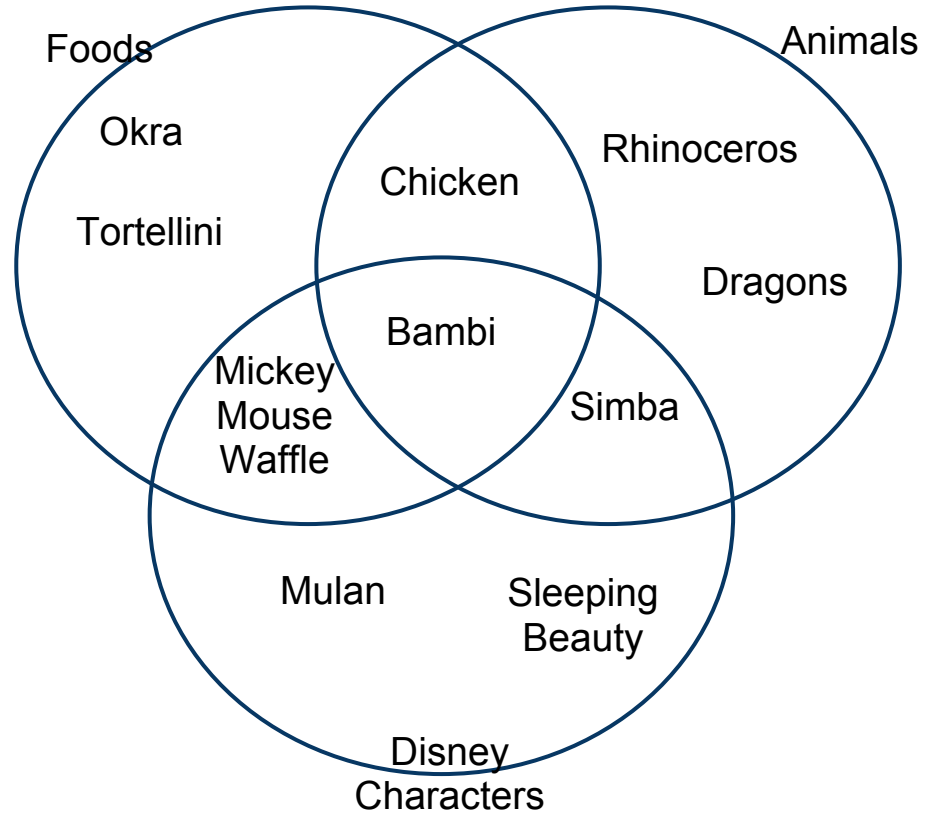 Foods
Animals
Okra
Rhinoceros
Chicken
Tortellini
Dragons
Bambi
Mickey
Mouse
Waffle
Simba
Mulan
Sleeping
Beauty
Disney
Characters